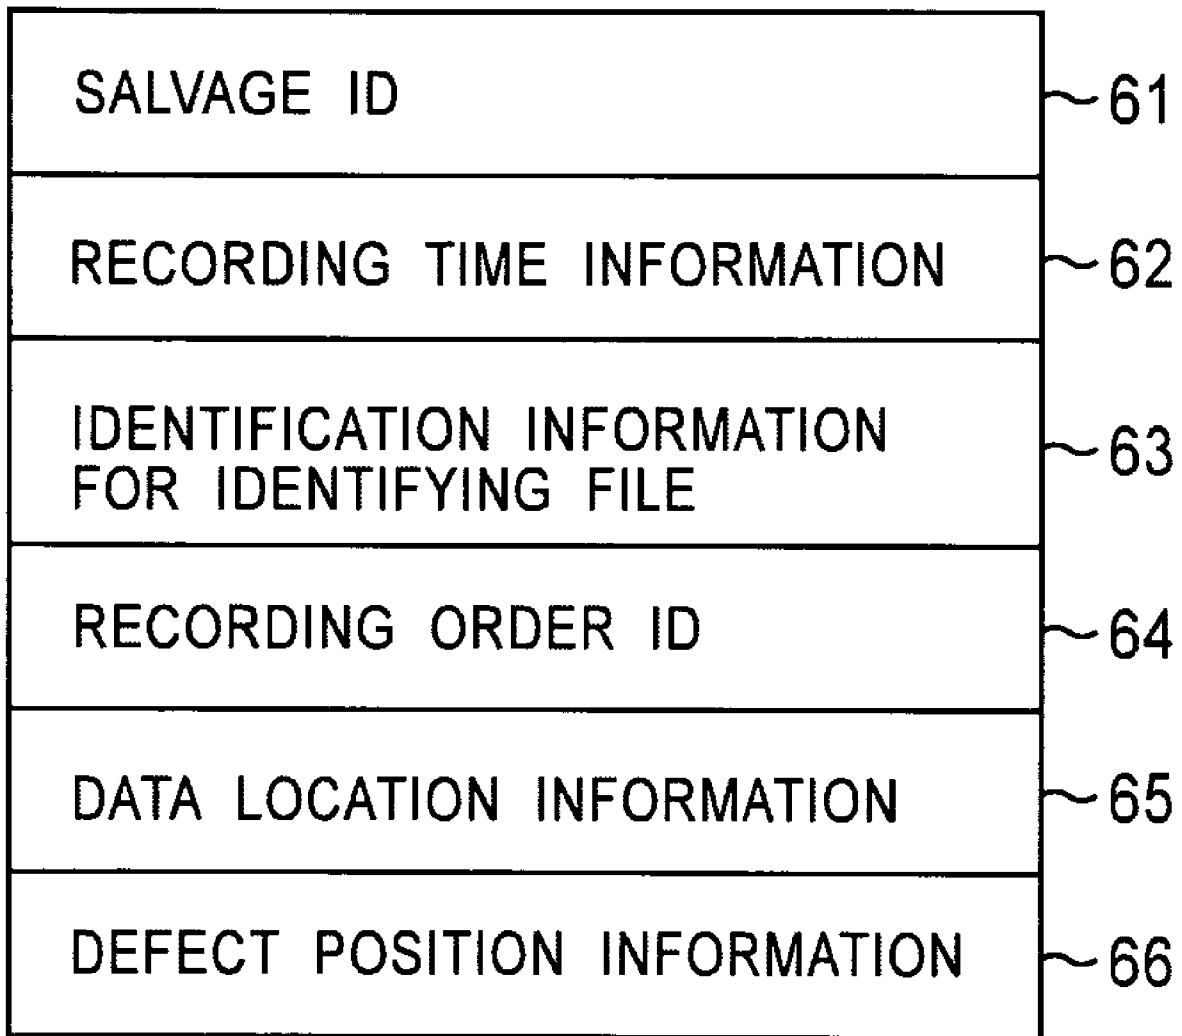 SALVAGE ID
61
RECORDING TIME INFORMATION
62
IDENTIFICATION INFORMATION
FOR IDENTIFYING FILE
63
RECORDING ORDER ID
64
DATA LOCATION INFORMATION
65
DEFECT POSITION INFORMATION
66